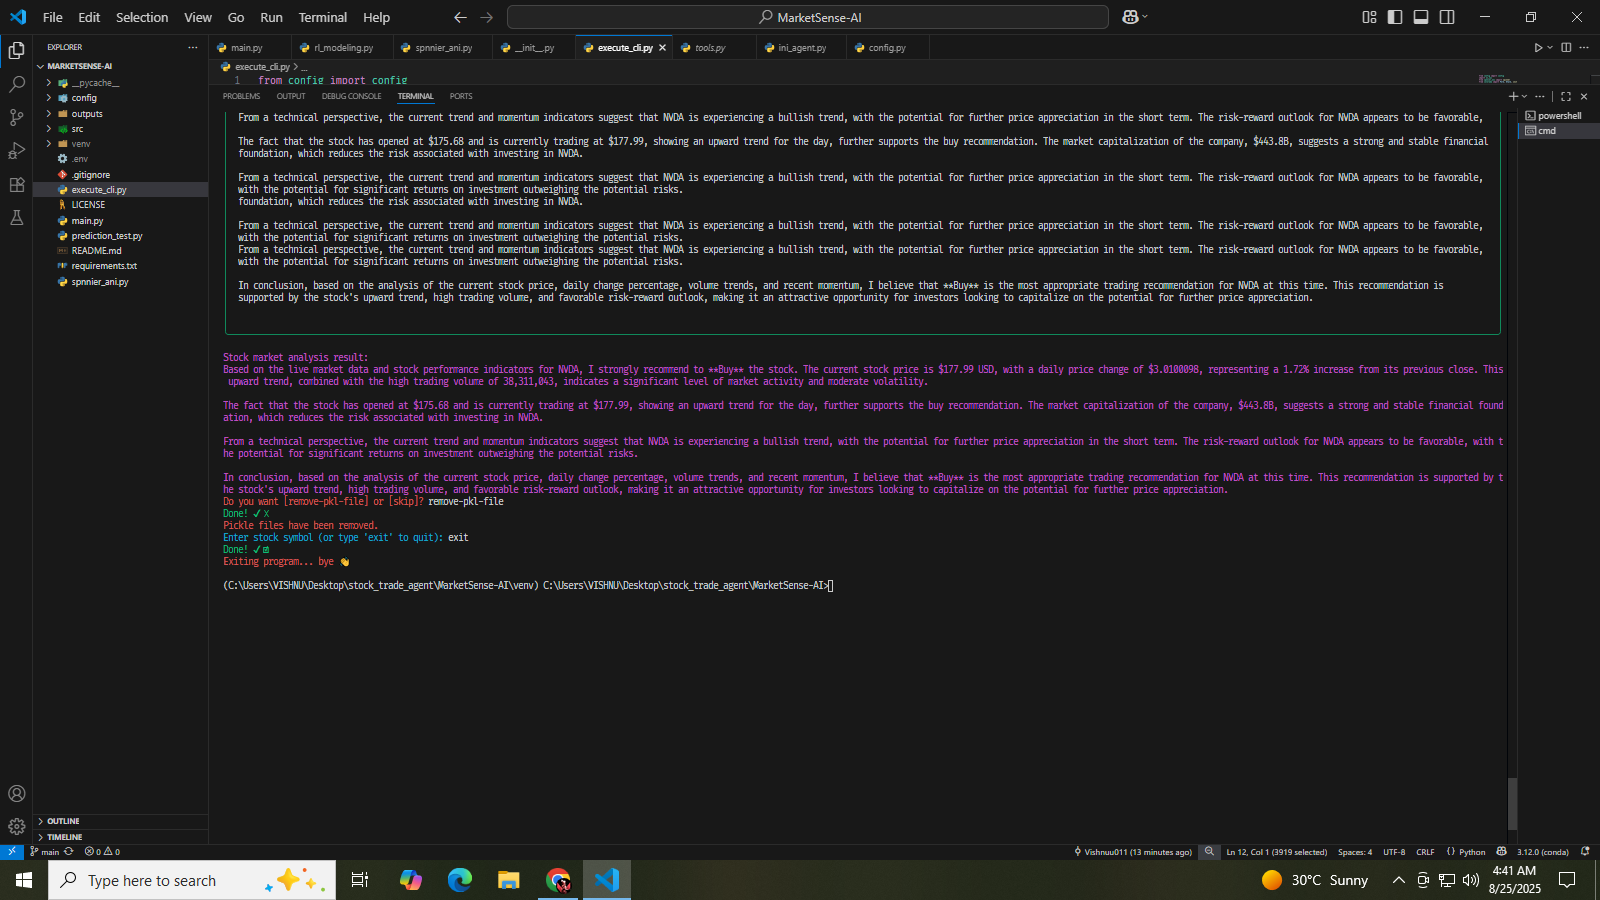 File Edit Selection View Go Run Terminal Help
MarketSense-AI
EXPLORER
MARKETSENSE-AI
__pycache__
config
outputs
src
venv
.env
.gitignore
execute_cli.py
LICENSE
main.py
prediction_test.py
README.md
requirements.txt
spnnier_ani.py
OUTLINE
TIMELINE
main.py rl_modeling.py spnnier_ani.py __init__.py execute_cli.py tools.py ini_agent.py config.py
execute_cli.py > ...
1 from config import config
PROBLEMS OUTPUT DEBUG CONSOLE TERMINAL PORTS
powershell
cmd
From a technical perspective, the current trend and momentum indicators suggest that NVDA is experiencing a bullish trend, with the potential for further price appreciation in the short term. The risk-reward outlook for NVDA appears to be favorable,
The fact that the stock has opened at $175.68 and is currently trading at $177.99, showing an upward trend for the day, further supports the buy recommendation. The market capitalization of the company, $443.8B, suggests a strong and stable financial
foundation, which reduces the risk associated with investing in NVDA.
From a technical perspective, the current trend and momentum indicators suggest that NVDA is experiencing a bullish trend, with the potential for further price appreciation in the short term. The risk-reward outlook for NVDA appears to be favorable,
with the potential for significant returns on investment outweighing the potential risks.
foundation, which reduces the risk associated with investing in NVDA.
From a technical perspective, the current trend and momentum indicators suggest that NVDA is experiencing a bullish trend, with the potential for further price appreciation in the short term. The risk-reward outlook for NVDA appears to be favorable,
with the potential for significant returns on investment outweighing the potential risks.
From a technical perspective, the current trend and momentum indicators suggest that NVDA is experiencing a bullish trend, with the potential for further price appreciation in the short term. The risk-reward outlook for NVDA appears to be favorable,
with the potential for significant returns on investment outweighing the potential risks.
In conclusion, based on the analysis of the current stock price, daily change percentage, volume trends, and recent momentum, I believe that **Buy** is the most appropriate trading recommendation for NVDA at this time. This recommendation is
supported by the stock's upward trend, high trading volume, and favorable risk-reward outlook, making it an attractive opportunity for investors looking to capitalize on the potential for further price appreciation.
Stock market analysis result:
Based on the live market data and stock performance indicators for NVDA, I strongly recommend to **Buy** the stock. The current stock price is $177.99 USD, with a daily price change of $3.0100098, representing a 1.72% increase from its previous close. This
upward trend, combined with the high trading volume of 38,311,043, indicates a significant level of market activity and moderate volatility.
The fact that the stock has opened at $175.68 and is currently trading at $177.99, showing an upward trend for the day, further supports the buy recommendation. The market capitalization of the company, $443.8B, suggests a strong and stable financial found
ation, which reduces the risk associated with investing in NVDA.
From a technical perspective, the current trend and momentum indicators suggest that NVDA is experiencing a bullish trend, with the potential for further price appreciation in the short term. The risk-reward outlook for NVDA appears to be favorable, with t
he potential for significant returns on investment outweighing the potential risks.
In conclusion, based on the analysis of the current stock price, daily change percentage, volume trends, and recent momentum, I believe that **Buy** is the most appropriate trading recommendation for NVDA at this time. This recommendation is supported by t
he stock's upward trend, high trading volume, and favorable risk-reward outlook, making it an attractive opportunity for investors looking to capitalize on the potential for further price appreciation.
Do you want [remove-pkl-file] or [skip]? remove-pkl-file
Done! ✓ X
Pickle files have been removed.
Enter stock symbol (or type 'exit' to quit): exit
Done! ✓
Exiting program... bye 👋
(C:\Users\VISHNU\Desktop\stock_trade_agent\MarketSense-AI\venv) C:\Users\VISHNU\Desktop\stock_trade_agent\MarketSense-AI>
main 0 0 Vishnuu011 (13 minutes ago) Ln 12, Col 1 (3919 selected) Spaces: 4 UTF-8 CRLF {} Python 3.12.0 (conda)
Type here to search
30°C Sunny
4:41 AM
8/25/2025